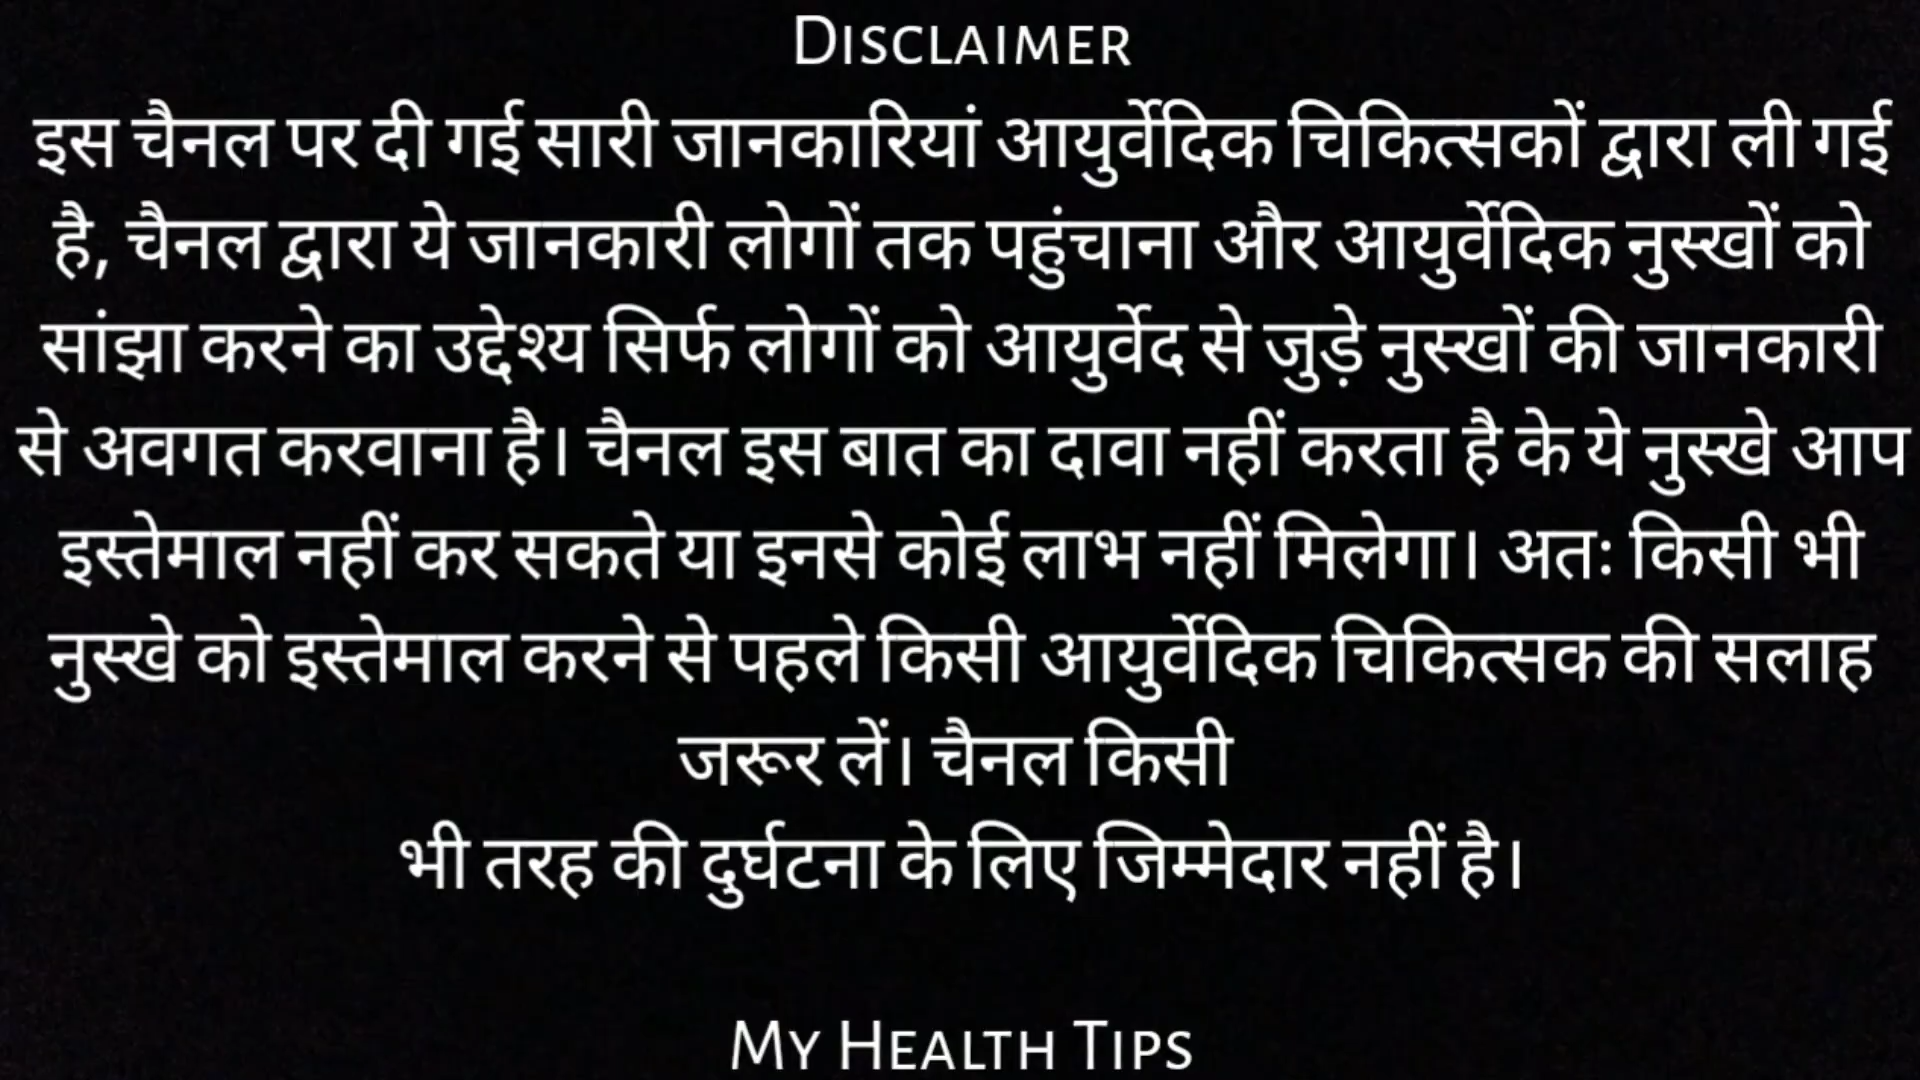 Disclaimer
इस चैनल पर दी गई सारी जानकारियां आयुर्वेदिक चिकित्सकों द्वारा ली गई
है, चैनल द्वारा ये जानकारी लोगों तक पहुंचाना और आयुर्वेदिक नुस्खों को
सांझा करने का उद्देश्य सिर्फ लोगों को आयुर्वेद से जुड़े नुस्खों की जानकारी
से अवगत करवाना है। चैनल इस बात का दावा नहीं करता है के ये नुस्खे आप
इस्तेमाल नहीं कर सकते या इनसे कोई लाभ नहीं मिलेगा। अतः किसी भी
नुस्खे को इस्तेमाल करने से पहले किसी आयुर्वेदिक चिकित्सक की सलाह
जरूर लें। चैनल किसी
भी तरह की दुर्घटना के लिए जिम्मेदार नहीं है।
My Health Tips